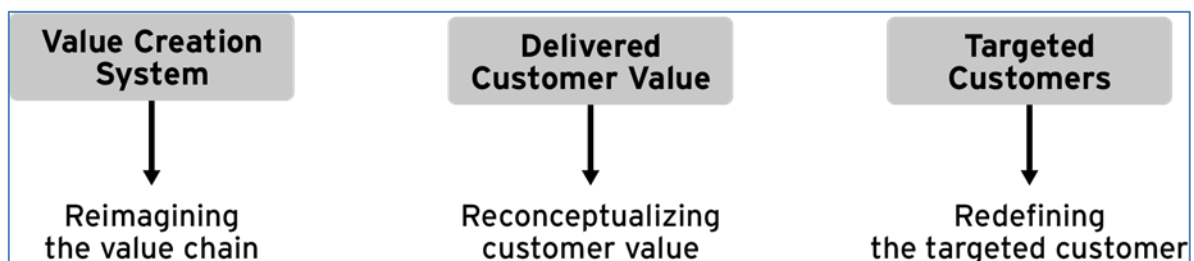 Value Creation
System
Delivered
Customer Value
Targeted
Customers
Reimagining
the value chain
Reconceptualizing
customer value
Redefining
the targeted customer